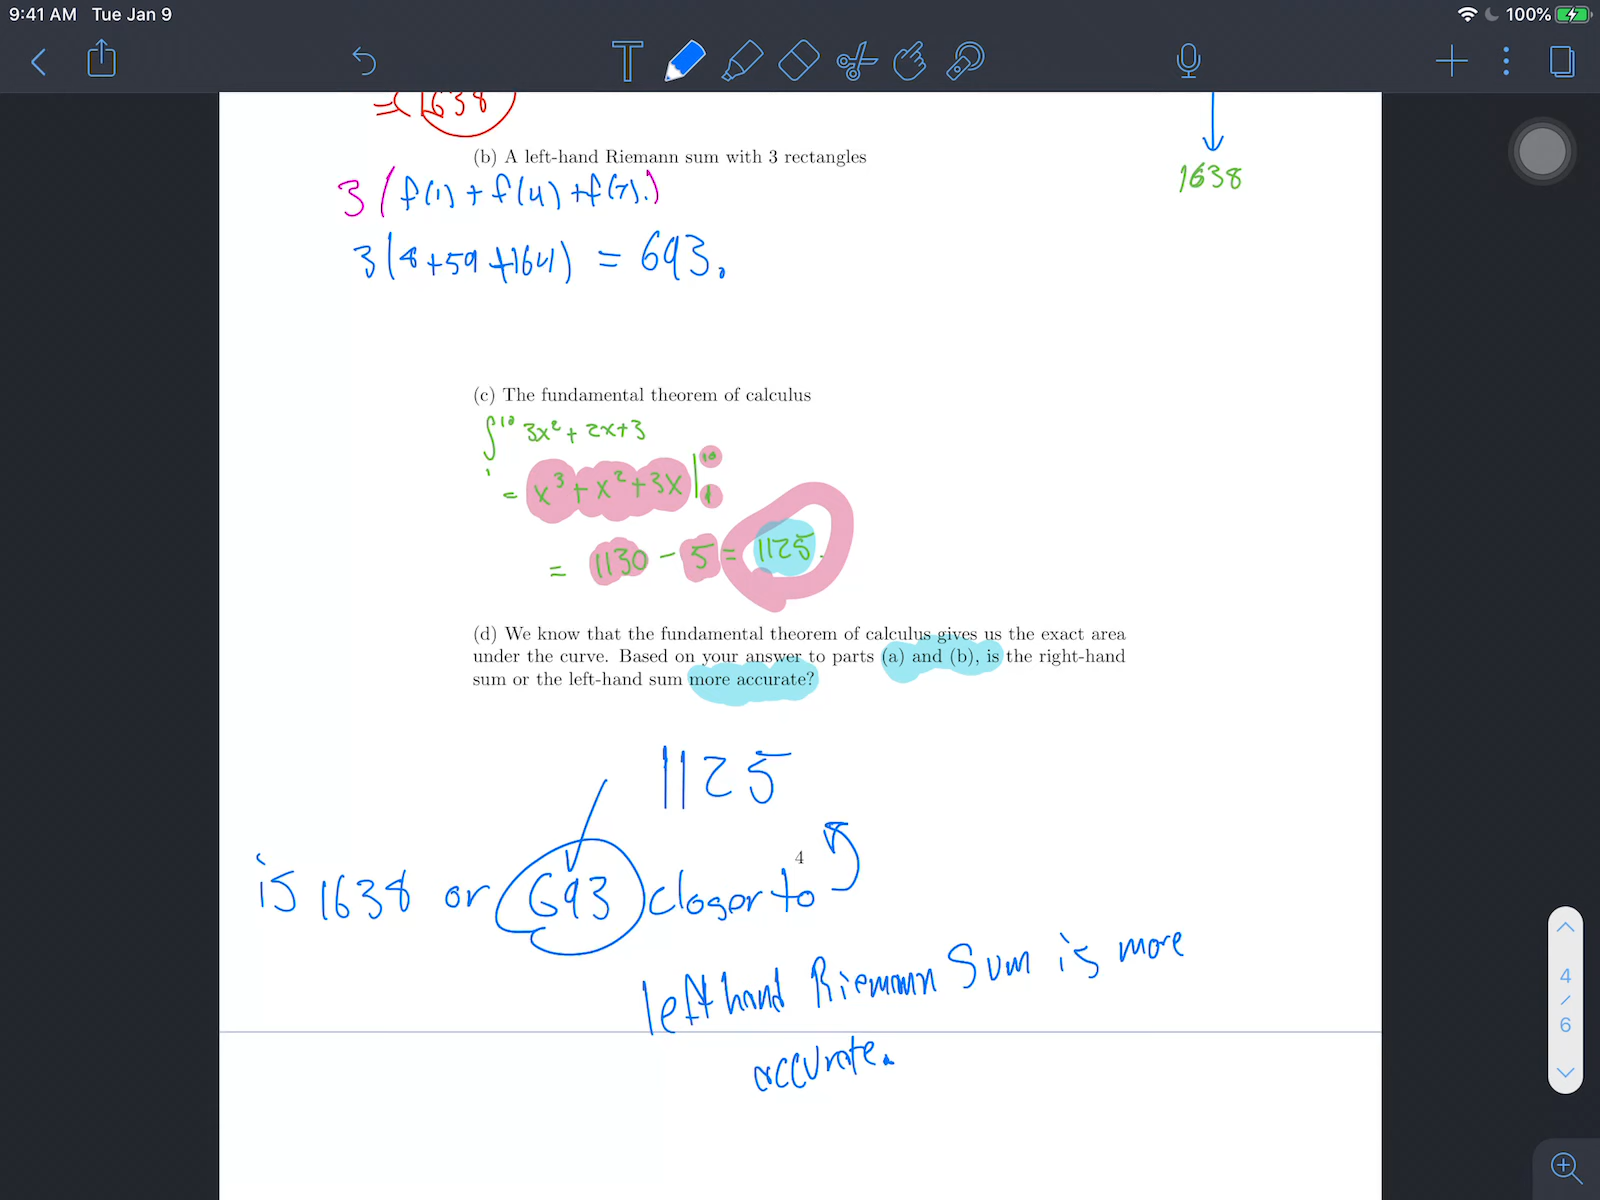 9:41 AM Tue Jan 9
100%
=(1638
(b) A left-hand Riemann sum with 3 rectangles
1638
3(f(1)+f(4)+f(7).)
3(8+59+164) = 693.
(c) The fundamental theorem of calculus
∫₁¹⁰ 3x²+2x+3
= x³+x²+3x |₁¹⁰
= 1130 - 5 = 1125.
(d) We know that the fundamental theorem of calculus gives us the exact area
under the curve. Based on your answer to parts (a) and (b), is the right-hand
sum or the left-hand sum more accurate?
1125
4
is 1638 or 693 closer to
left hand Riemann Sum is more
accurate.
4
/
6